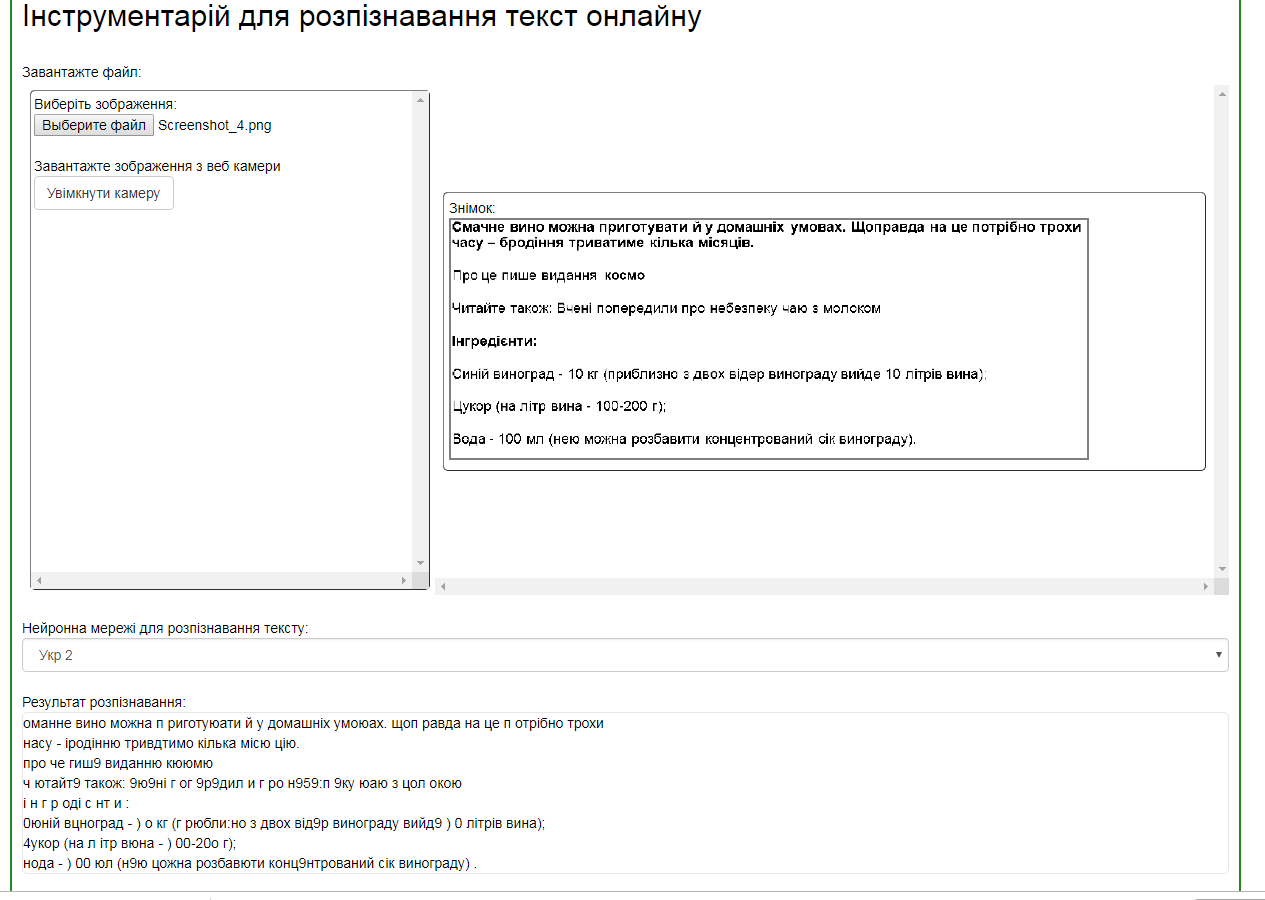 Інструментарій для розпізнавання текст онлайну
Завантажте файл:
Виберіть зображення:
Выберите файл Screenshot_4.png
Завантажте зображення з веб камери
Увімкнути камеру
Знімок:
Смачне вино можна приготувати й у домашніх умовах. Щоправда на це потрібно трохи
часу – бродіння триватиме кілька місяців.
Про це пише видання космо
Читайте також: Вчені попередили про небезпеку чаю з молоком
Інгредієнти:
Синій виноград - 10 кг (приблизно з двох відер винограду вийде 10 літрів вина);
Цукор (на літр вина - 100-200 г);
Вода - 100 мл (нею можна розбавити концентрований сік винограду).
Нейронна мережі для розпізнавання тексту:
Укр 2
Результат розпізнавання:
оманне вино можна п риготуюати й у домашніх умоюах. щоп равда на це п отрібно трохи
насу - іродінню тривдтимо кілька місю цію.
про че гиш9 виданню кююмю
ч ютайт9 також: 9ю9ні г ог 9р9дил и г ро н959:п 9ку юаю з цол окою
і н г р оді с нт и :
0юній вцноград - ) о кг (г рюбли:но з двох від9р винограду вийд9 ) 0 літрів вина);
4укор (на л ітр вюна - ) 00-20о г);
нода - ) 00 юл (н9ю цожна розбавюти конц9нтрований сік винограду) .